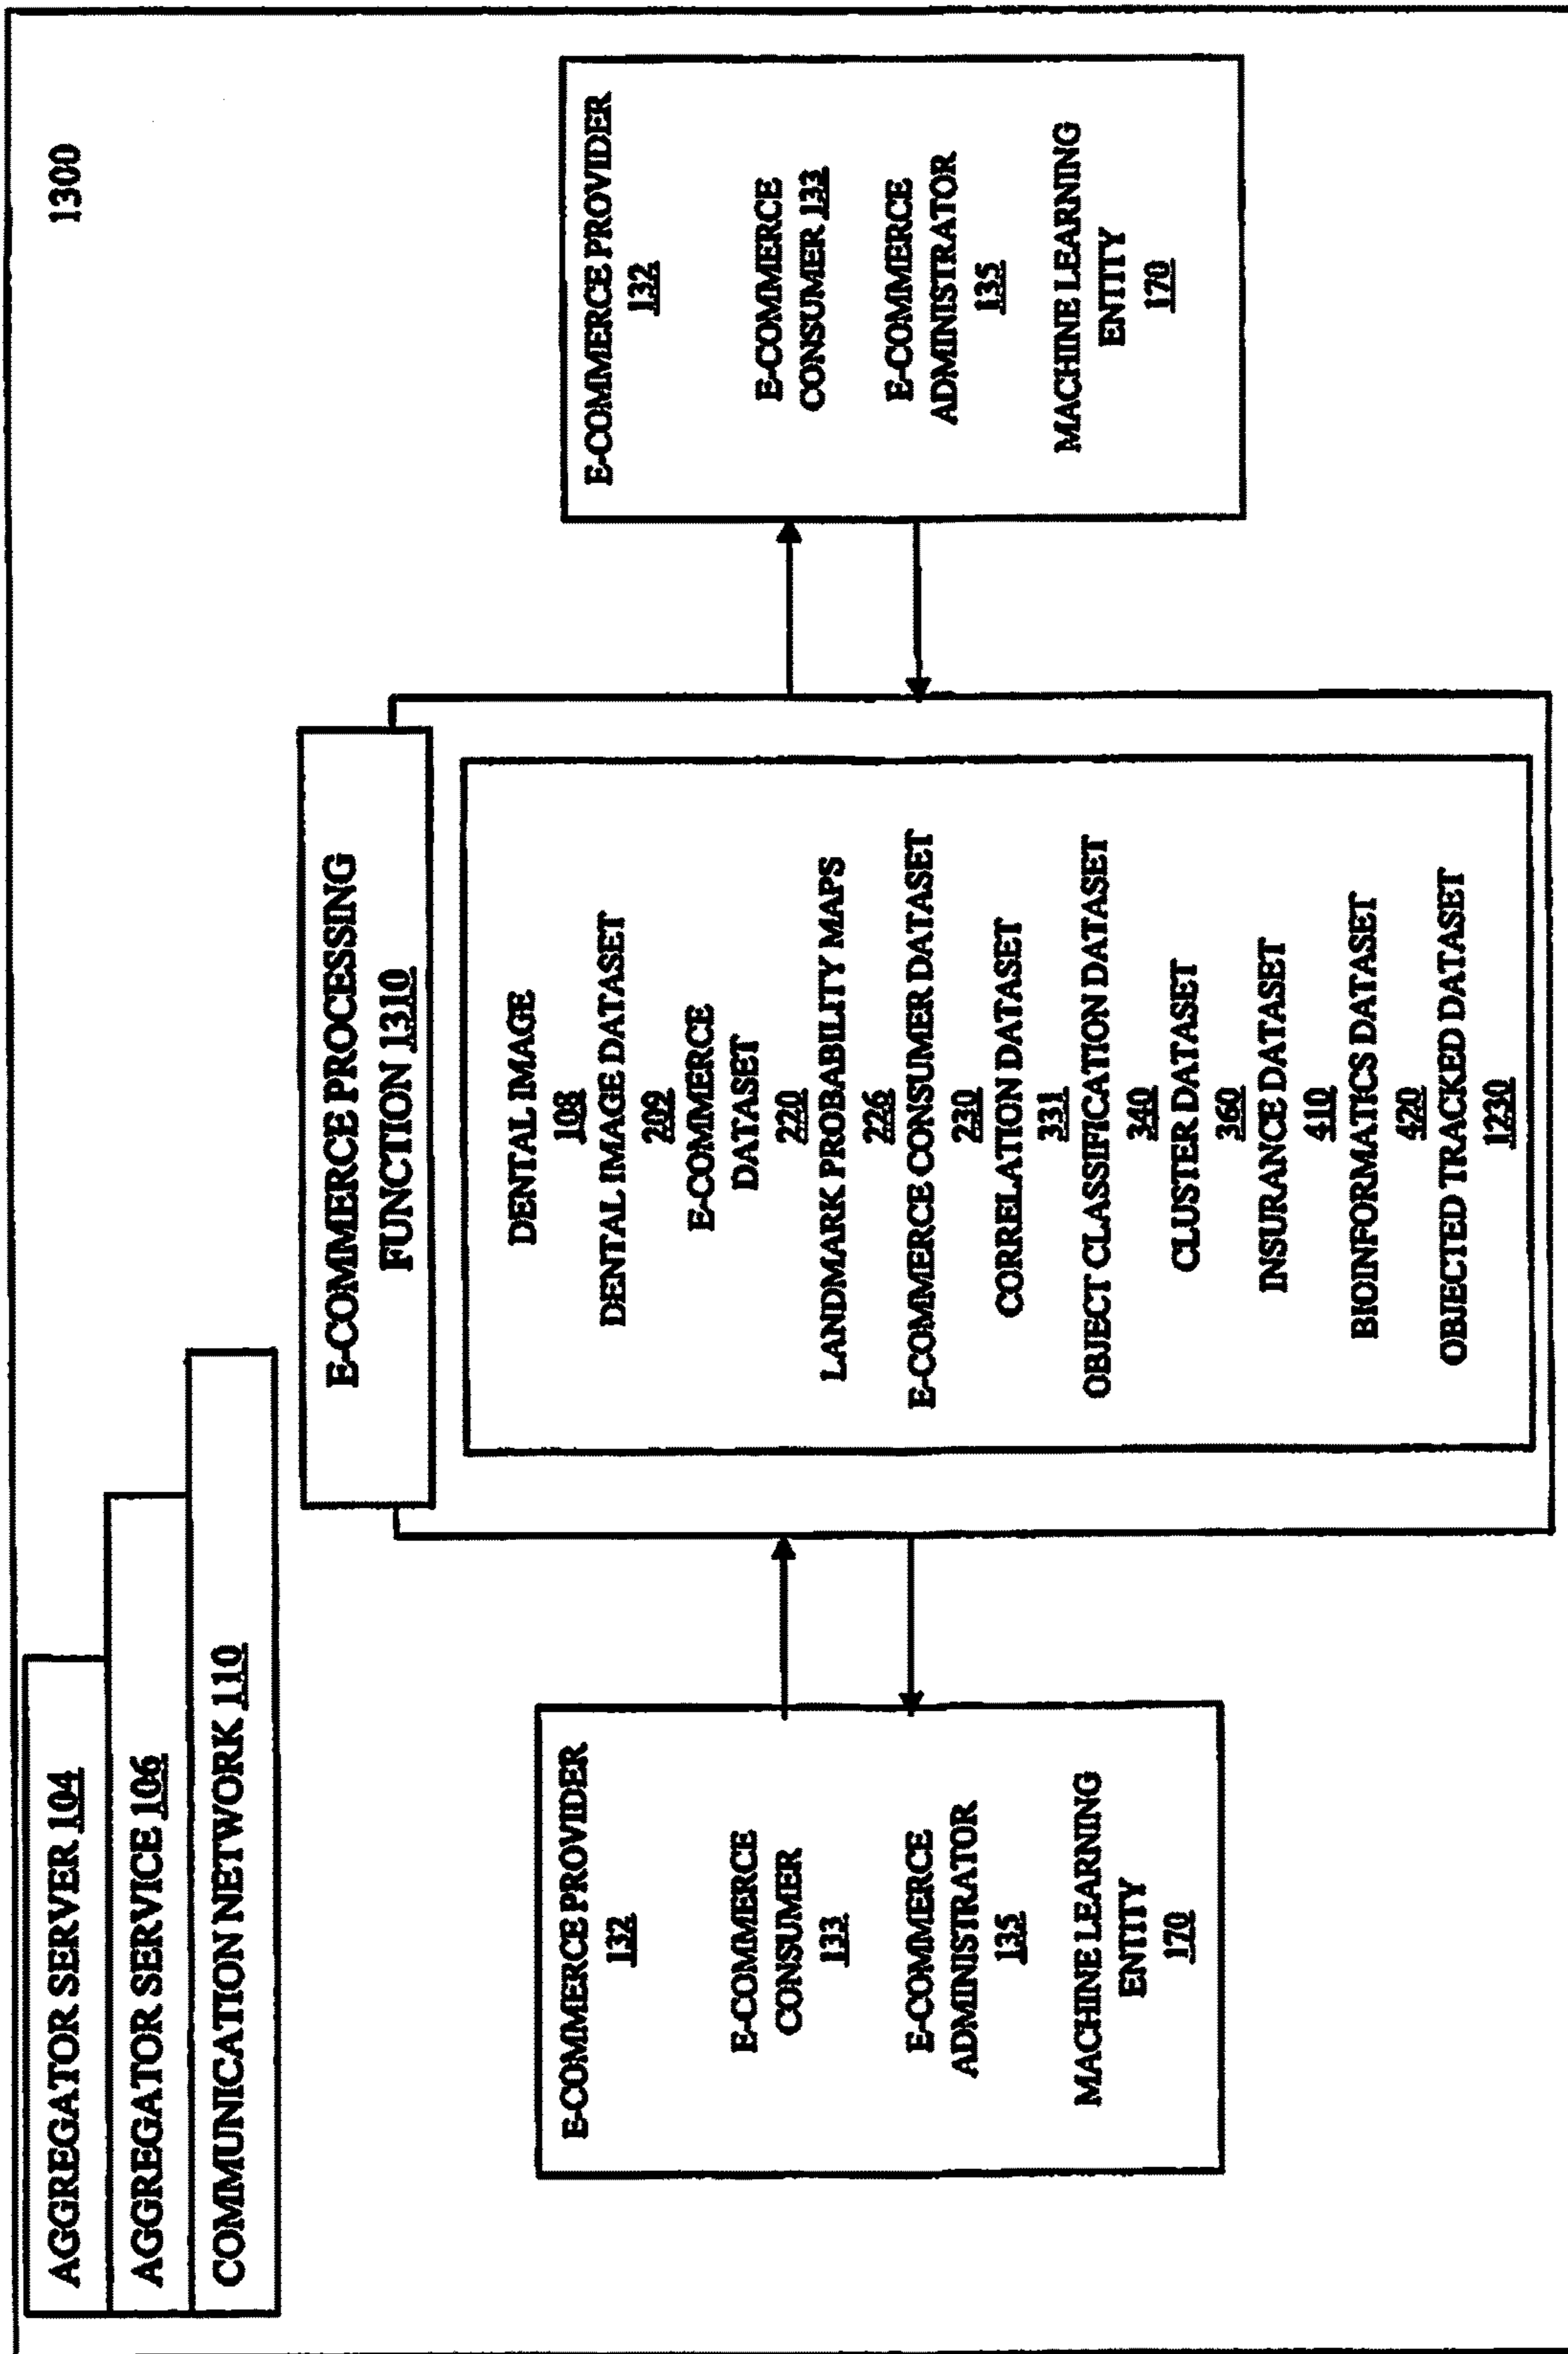 1300
AGGREGATOR SERVER 104
AGGREGATOR SERVICE 106
COMMUNICATION NETWORK 110
E-COMMERCE PROCESSING
FUNCTION 1310
E-COMMERCE PROVIDER
132
E-COMMERCE
CONSUMER
133
E-COMMERCE
ADMINISTRATOR
135
MACHINE LEARNING
ENTITY
170
DENTAL IMAGE
108
DENTAL IMAGE DATASET
209
E-COMMERCE
DATASET
220
LANDMARK PROBABILITY MAPS
226
E-COMMERCE CONSUMER DATASET
230
CORRELATION DATASET
331
OBJECT CLASSIFICATION DATASET
340
CLUSTER DATASET
360
INSURANCE DATASET
410
BIOINFORMATICS DATASET
420
OBJECTED TRACKED DATASET
1230
E-COMMERCE PROVIDER
132
E-COMMERCE
CONSUMER 133
E-COMMERCE
ADMINISTRATOR
135
MACHINE LEARNING
ENTITY
170